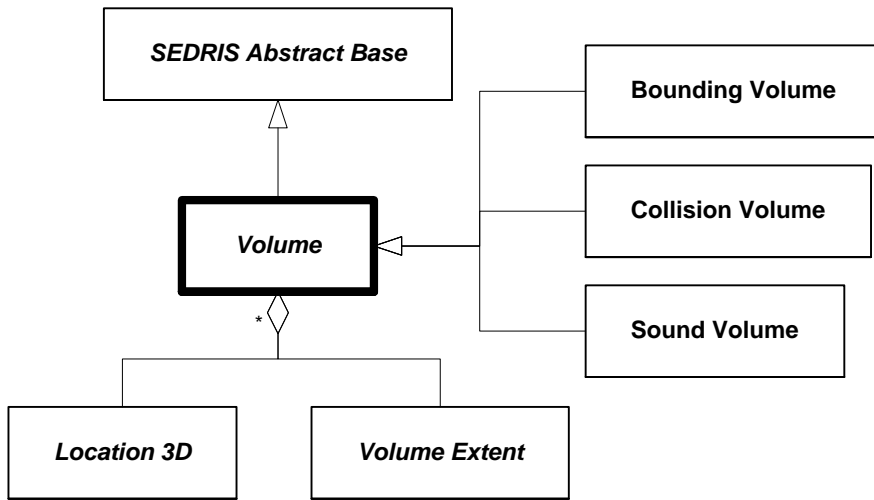 SEDRIS Abstract Base
Bounding Volume
Collision Volume
Volume
*
Sound Volume
Location 3D
Volume Extent